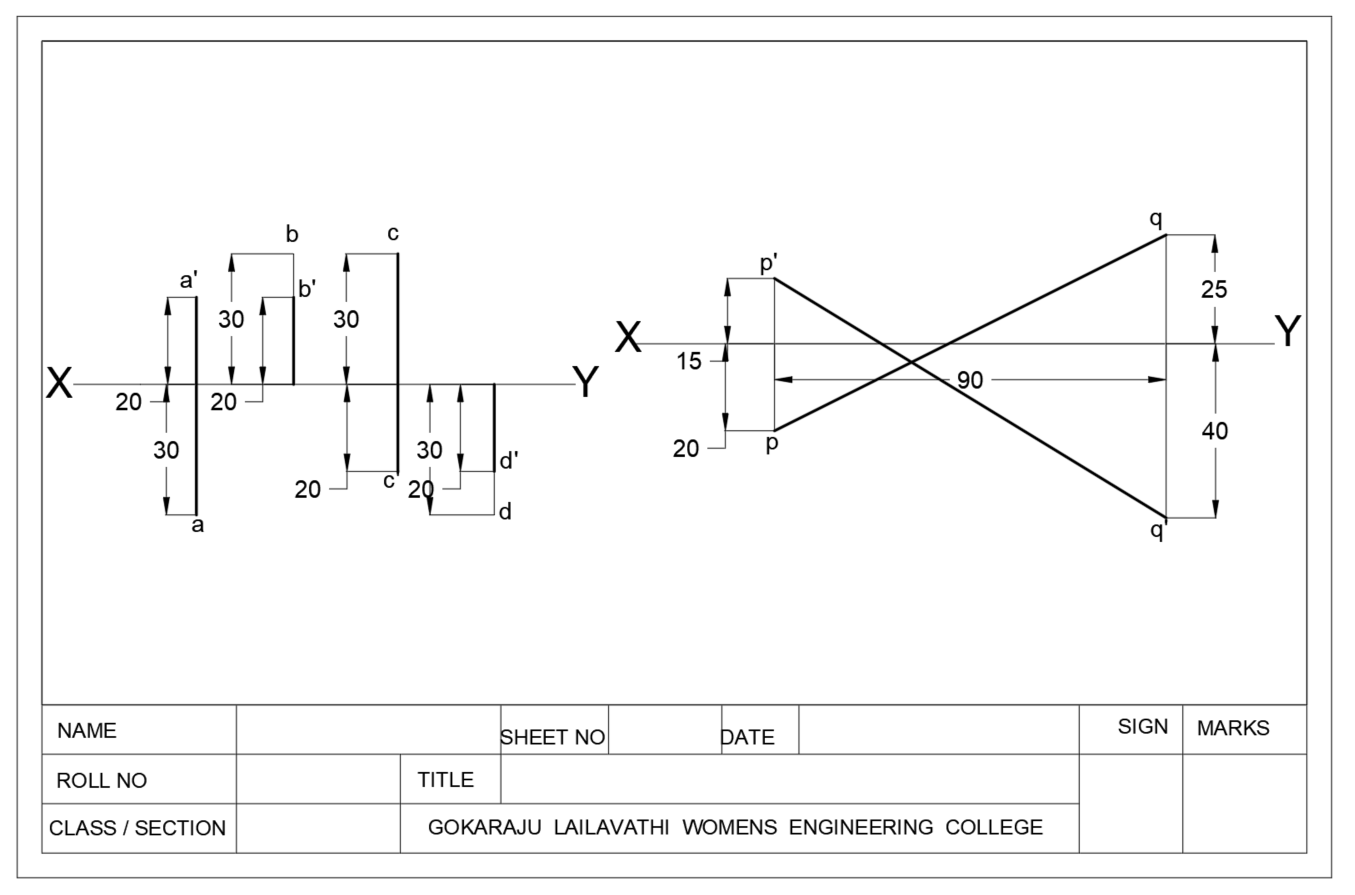 b
c
a'
b'
30
30
X
Y
20
20
30
30
20
20
c'
d'
d
a
q
p'
25
X
Y
15
90
20
p
40
q'
NAME
SHEET NO
DATE
SIGN
MARKS
ROLL NO
TITLE
CLASS / SECTION
GOKARAJU LAILAVATHI WOMENS ENGINEERING COLLEGE